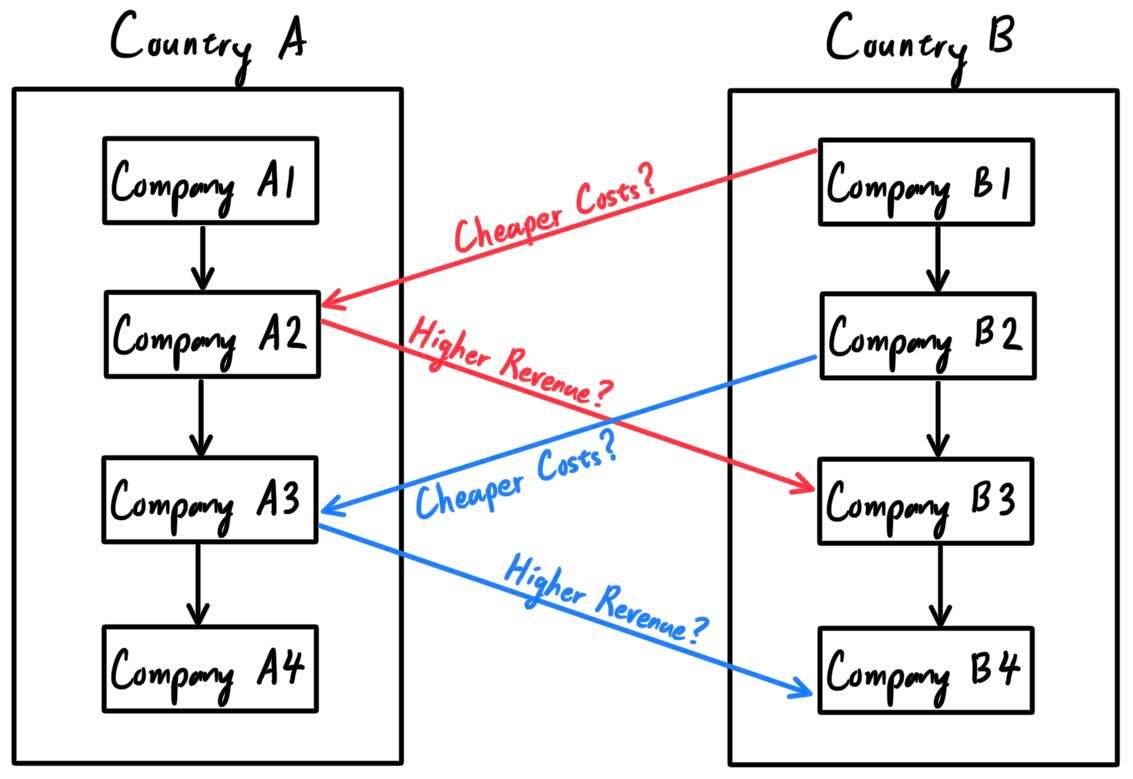 Country A
Country B
Company A1
Company B1
Cheaper Costs?
Company A2
Higher Revenue?
Company B2
Cheaper Costs?
Company A3
Company B3
Higher Revenue?
Company A4
Company B4